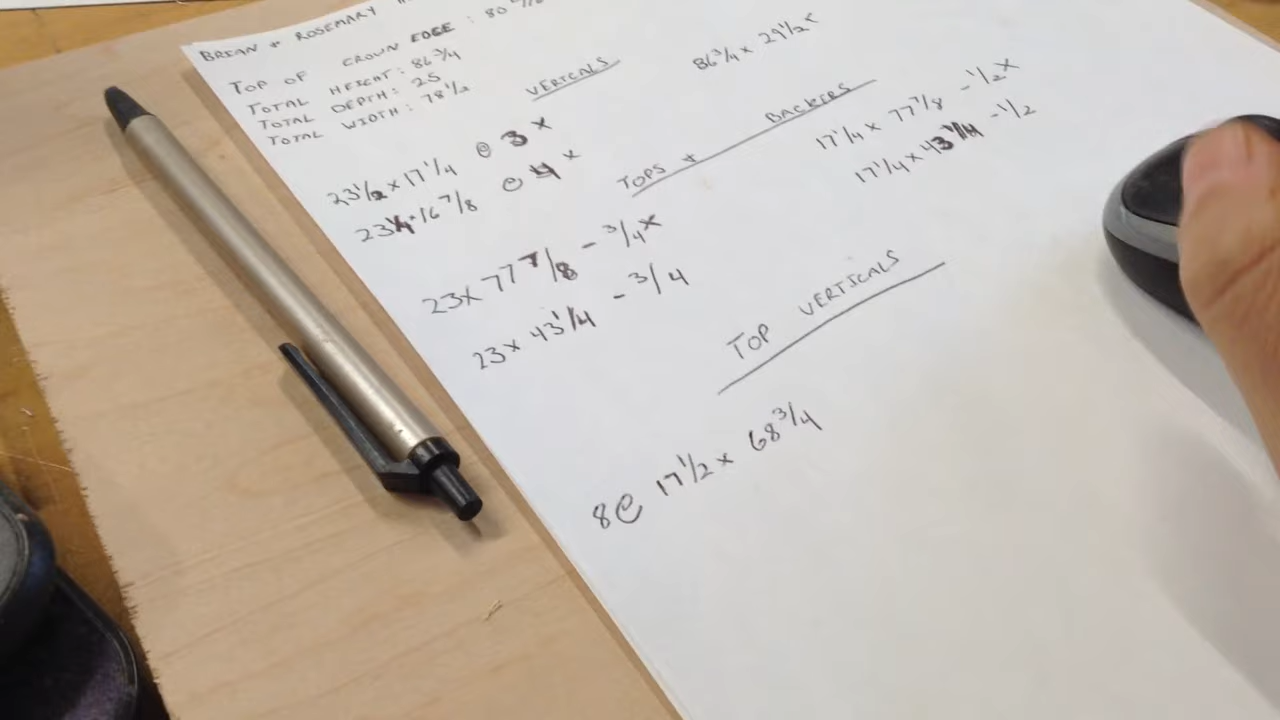 BRIAN + ROSEMARY
TOP OF CROWN EDGE : 80
TOTAL HEIGHT : 86 3/4
TOTAL DEPTH : 25
TOTAL WIDTH : 78 1/2
VERTICALS
23 1/2 x 17 1/4 @ 3 x
23 1/4 · 16 7/8 @ 4 x
86 3/4 x 29 1/2 x
TOPS + BACKERS
23 x 77 7/8 - 3/4 x
23 x 43 1/4 - 3/4
17 1/4 x 77 7/8 - 1/2 x
17 1/4 x 43 1/4 - 1/2
TOP VERTICALS
8 @ 17 1/2 x 68 3/4